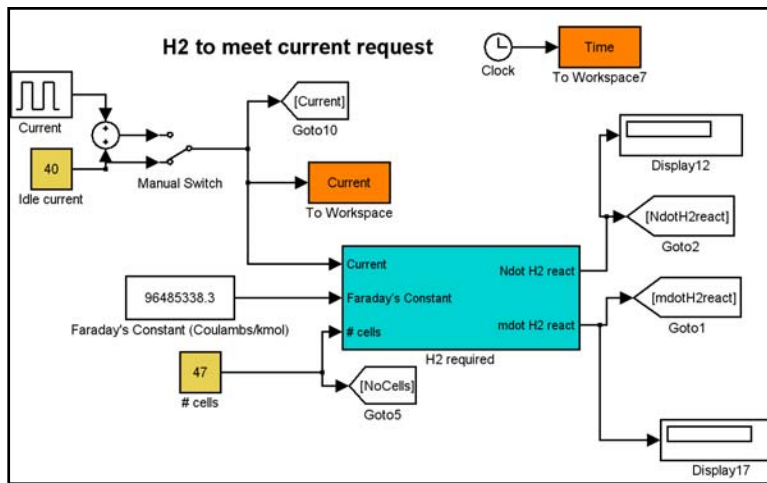 H2 to meet current request
Clock
Time
To Workspace7
Current
+
+
40
Idle current
Manual Switch
[Current]
Goto10
Current
To Workspace
Display12
[NdotH2react]
Goto2
Current
Faraday's Constant
# cells
Ndot H2 react
mdot H2 react
H2 required
96485338.3
Faraday's Constant (Coulambs/kmol)
[mdotH2react]
Goto1
47
# cells
[NoCells]
Goto5
Display17